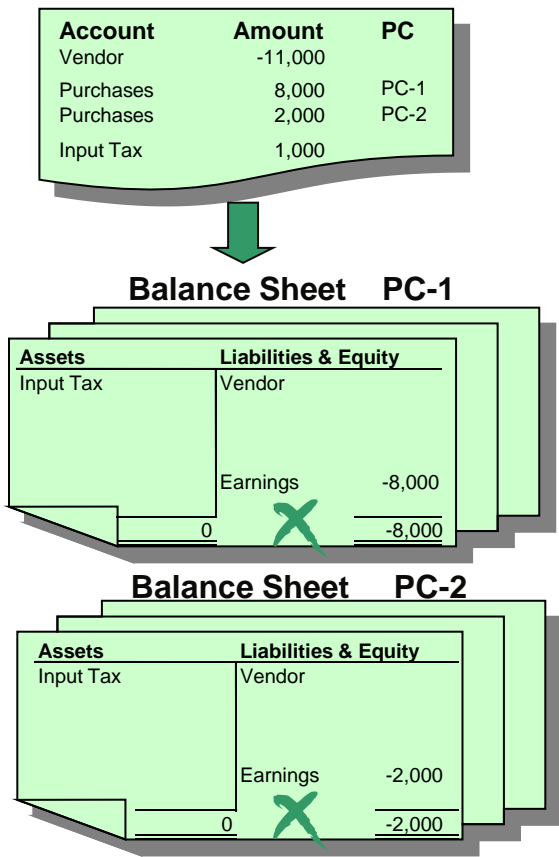 Account Amount PC
Vendor -11,000
Purchases 8,000 PC-1
Purchases 2,000 PC-2
Input Tax 1,000
Balance Sheet PC-1
Assets Liabilities & Equity
Input Tax Vendor
Earnings -8,000
0 -8,000
Balance Sheet PC-2
Assets Liabilities & Equity
Input Tax Vendor
Earnings -2,000
0 -2,000